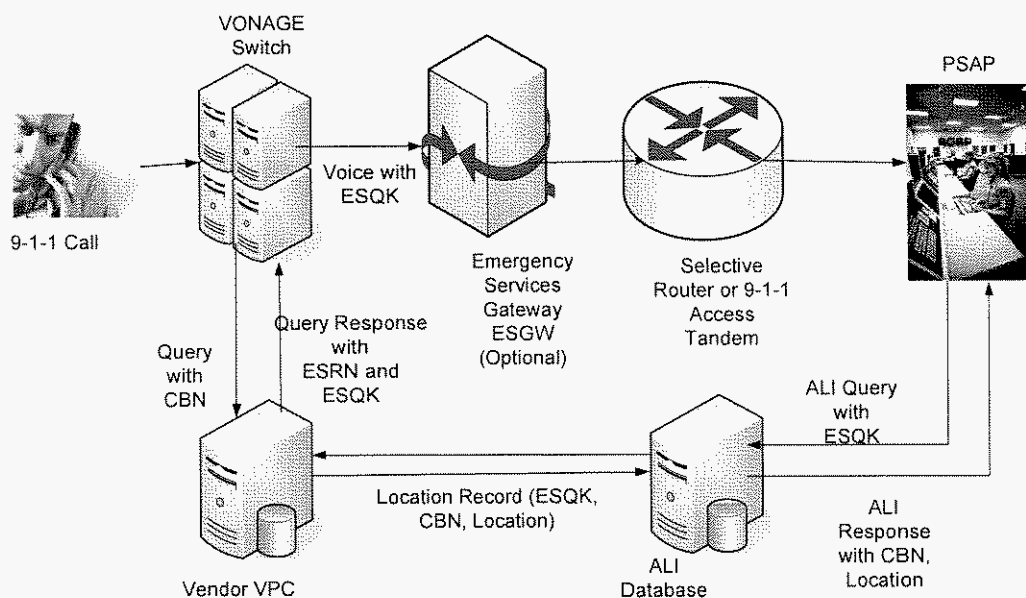 VONAGE
Switch
PSAP
Voice with
ESQK
9-1-1 Call
Emergency
Services
Gateway
ESGW
(Optional)
Selective
Router or 9-1-1
Access
Tandem
Query Response
with
ESRN and
ESQK
Query
with
CBN
ALI Query
with
ESQK
Location Record (ESQK,
CBN, Location)
ALI
Response
with CBN,
Location
Vendor VPC
ALI
Database